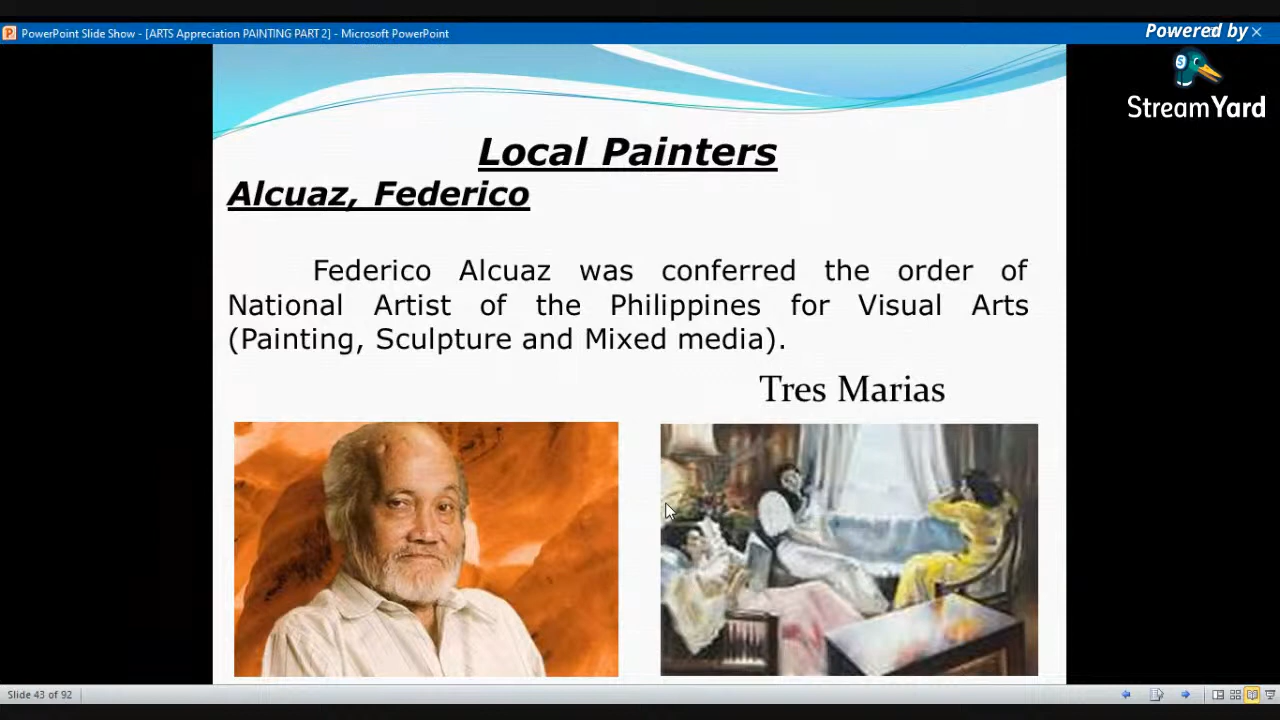 PowerPoint Slide Show - [ARTS Appreciation PAINTING PART 2] - Microsoft PowerPoint
Powered by
StreamYard
Local Painters
Alcuaz, Federico
Federico Alcuaz was conferred the order of
National Artist of the Philippines for Visual Arts
(Painting, Sculpture and Mixed media).
Tres Marias
Slide 43 of 92